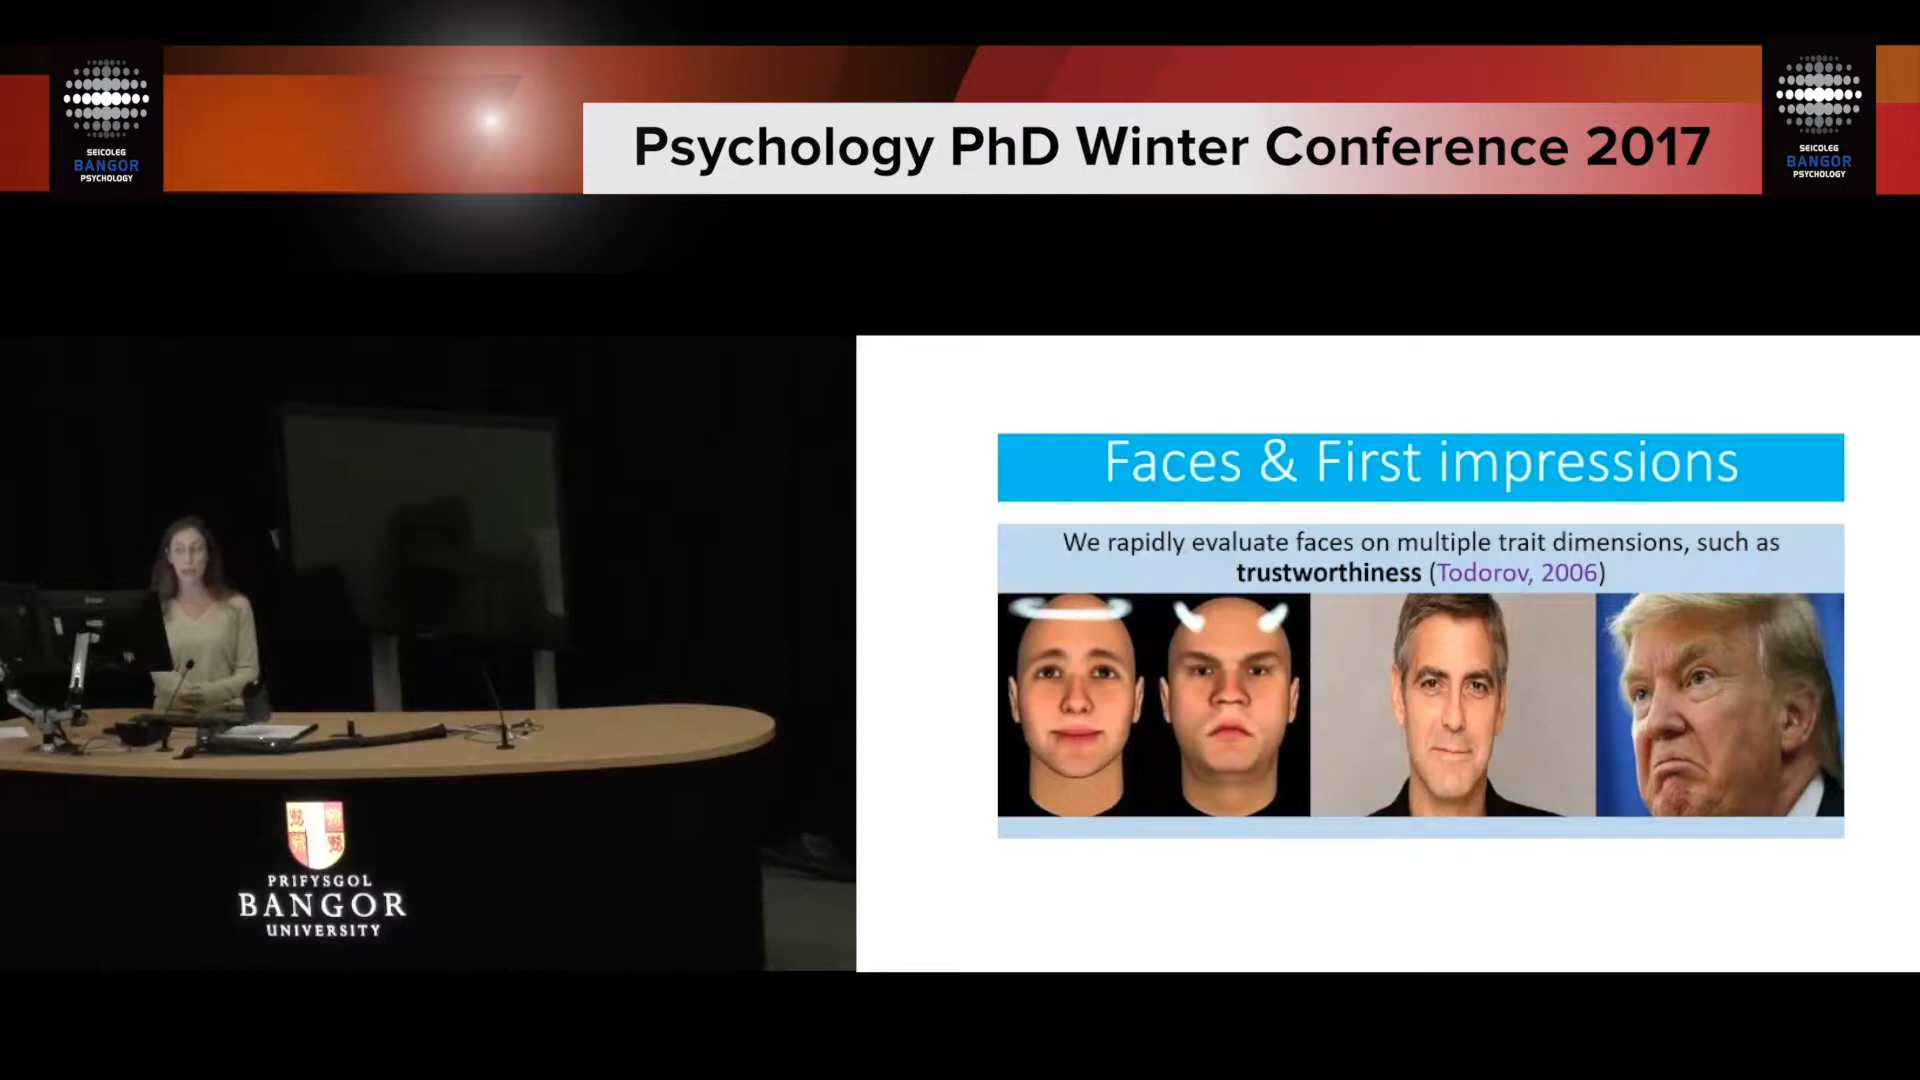 SEICOLEG
BANGOR
PSYCHOLOGY
Psychology PhD Winter Conference 2017
SEICOLEG
BANGOR
PSYCHOLOGY
Faces & First impressions
We rapidly evaluate faces on multiple trait dimensions, such as
trustworthiness (Todorov, 2006)
PRIFYSGOL
BANGOR
UNIVERSITY